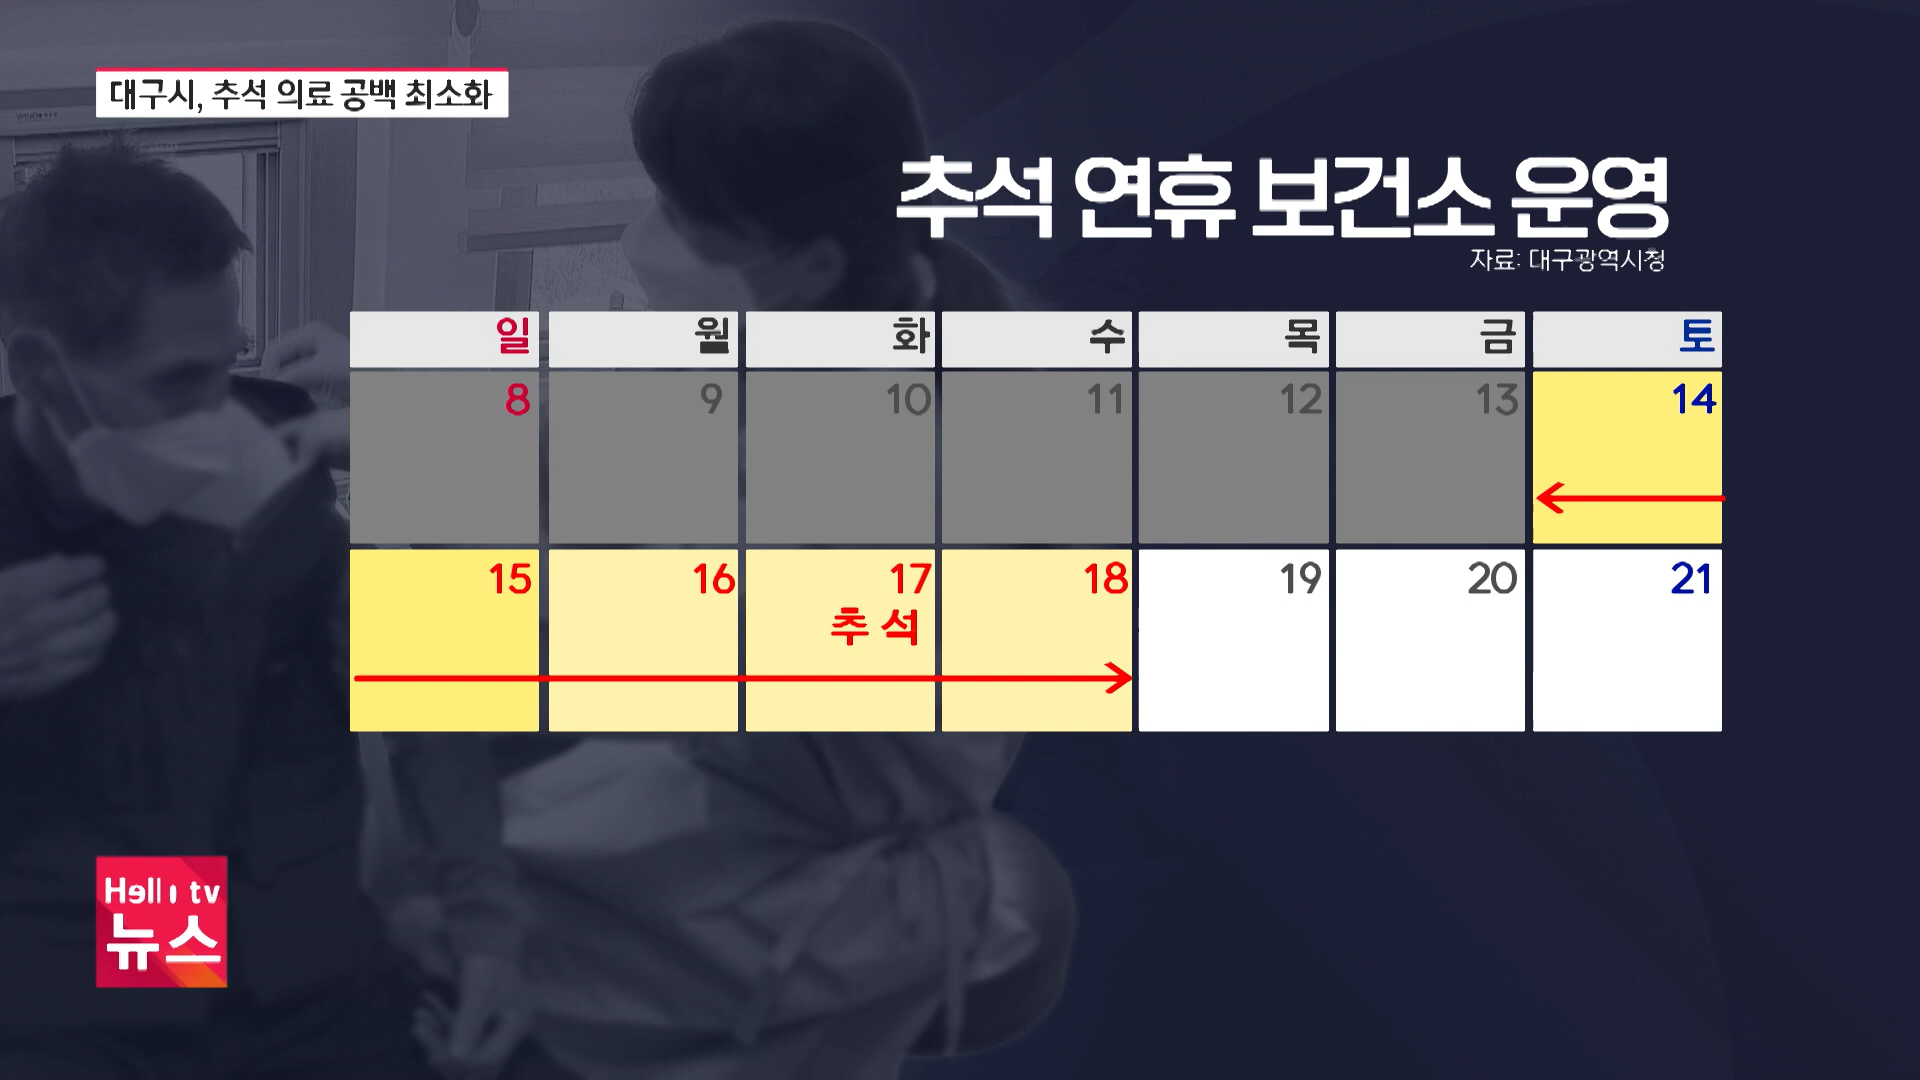 대구시, 추석 의료 공백 최소화
추석 연휴 보건소 운영
자료: 대구광역시청
일 월 화 수 목 금 토
8 9 10 11 12 13 14
15 16 17 18 19 20 21
추석
Hell tv
뉴스